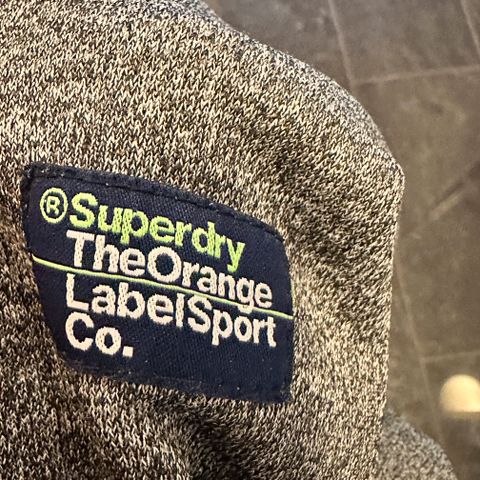 ®Superdry
TheOrange
LabelSport
Co.